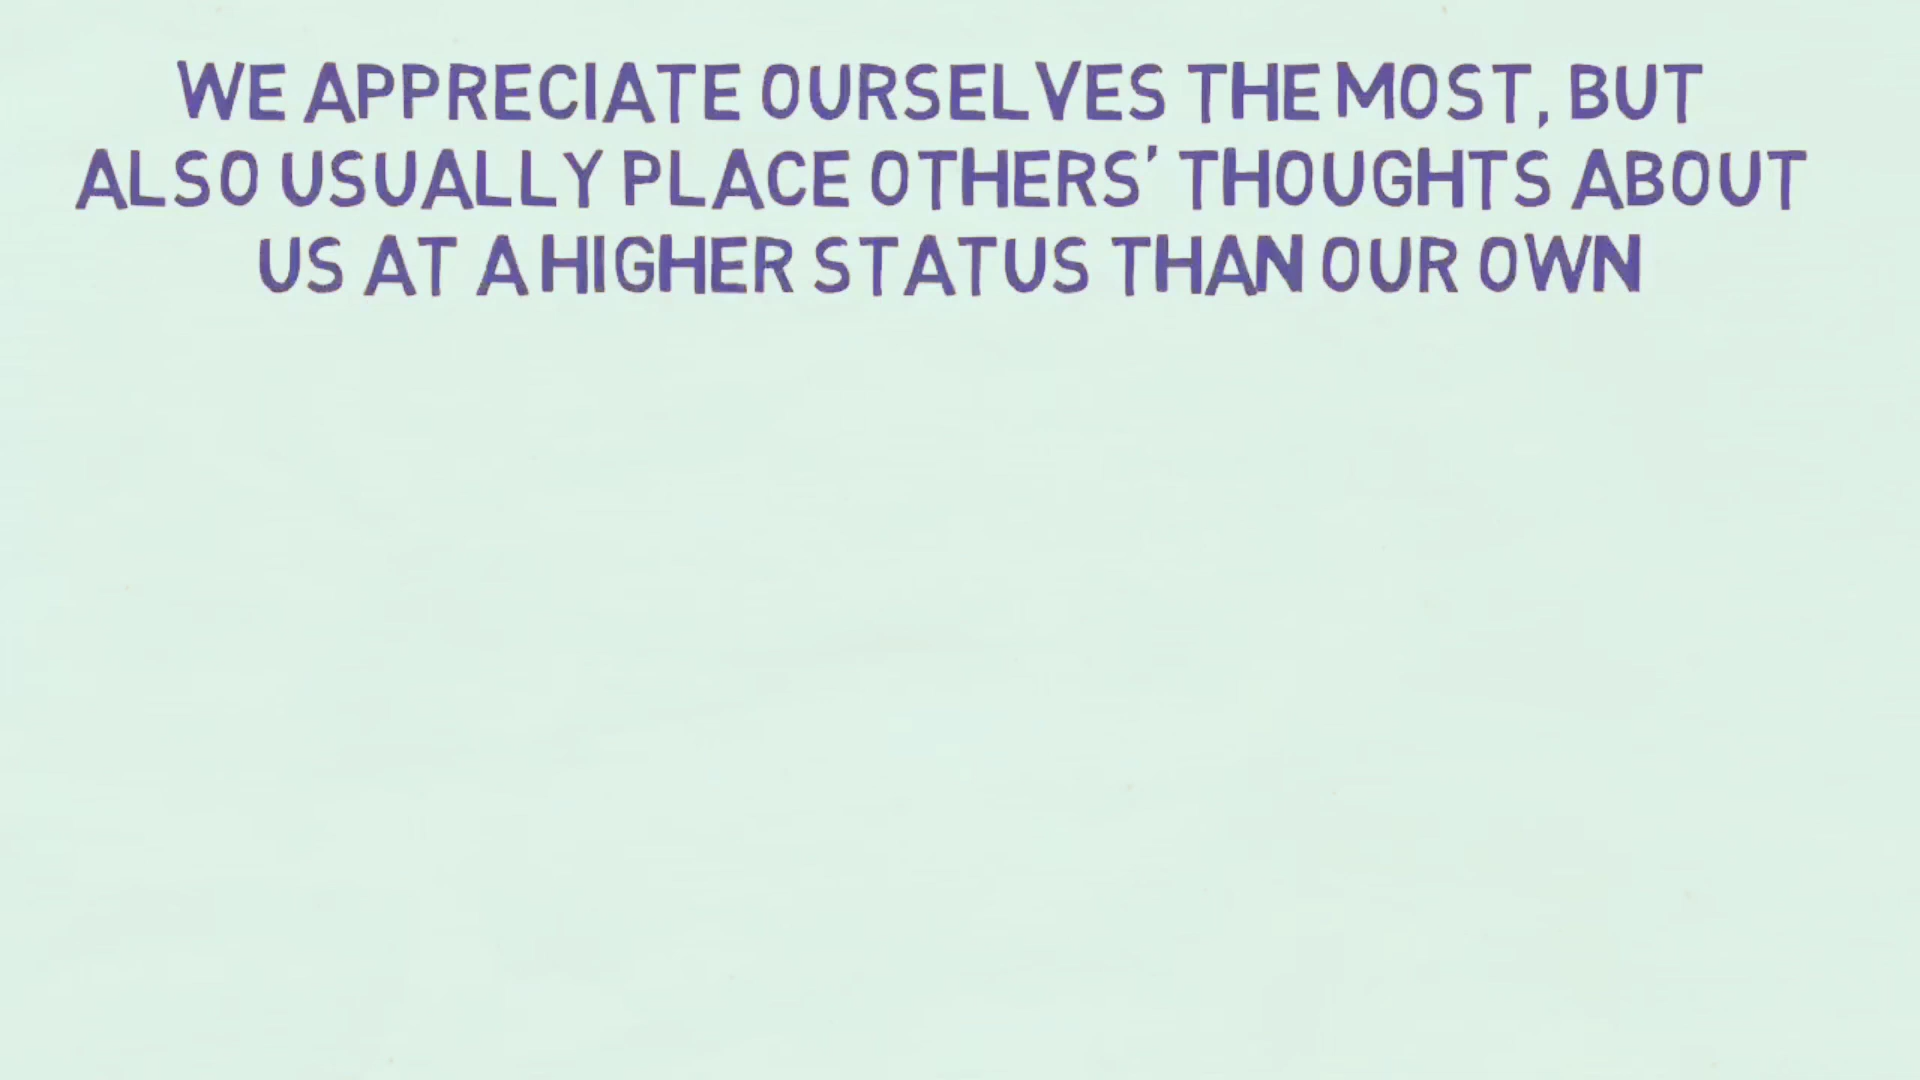 WE APPRECIATE OURSELVES THE MOST, BUT
ALSO USUALLY PLACE OTHERS' THOUGHTS ABOUT
US AT A HIGHER STATUS THAN OUR OWN